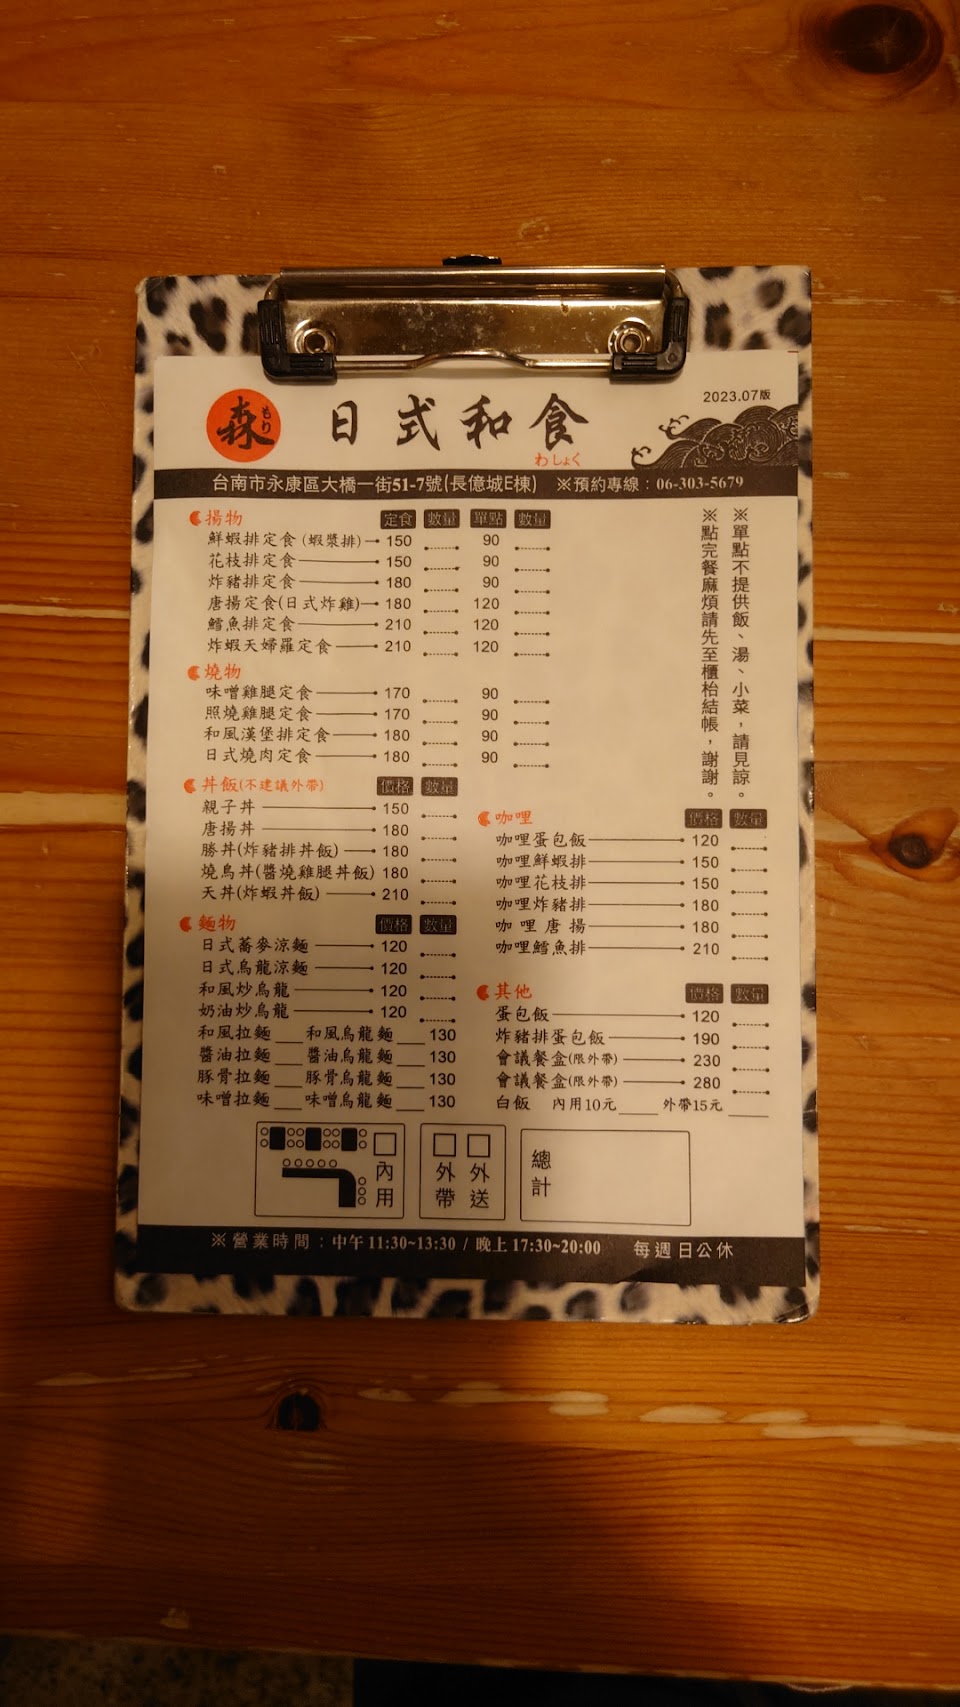 森 もり
日式和食
わしょく
2023.07版
台南市永康區大橋一街51-7號(長億城E棟) ※預約專線：06-303-5679
揚物 定食 數量 單點 數量
鮮蝦排定食(蝦漿排) 150 90
花枝排定食 150 90
炸豬排定食 180 90
唐揚定食(日式炸雞) 180 120
鱈魚排定食 210 120
炸蝦天婦羅定食 210 120
燒物
味噌雞腿定食 170 90
照燒雞腿定食 170 90
和風漢堡排定食 180 90
日式燒肉定食 180 90
※單點不提供飯、湯、小菜，請見諒。
※點完餐麻煩請先至櫃枱結帳，謝謝。
丼飯(不建議外帶) 價格 數量
親子丼 150
唐揚丼 180
勝丼(炸豬排丼飯) 180
燒鳥丼(醬燒雞腿丼飯) 180
天丼(炸蝦丼飯) 210
麵物 價格 數量
日式蕎麥涼麵 120
日式烏龍涼麵 120
和風炒烏龍 120
奶油炒烏龍 120
和風拉麵 和風烏龍麵 130
醬油拉麵 醬油烏龍麵 130
豚骨拉麵 豚骨烏龍麵 130
味噌拉麵 味噌烏龍麵 130
咖哩 價格 數量
咖哩蛋包飯 120
咖哩鮮蝦排 150
咖哩花枝排 150
咖哩炸豬排 180
咖哩唐揚 180
咖哩鱈魚排 210
其他 價格 數量
蛋包飯 120
炸豬排蛋包飯 190
會議餐盒(限外帶) 230
會議餐盒(限外帶) 280
白飯 內用10元 外帶15元
內用
外帶
外送
總計
※營業時間：中午11:30~13:30 / 晚上17:30~20:00 每週日公休